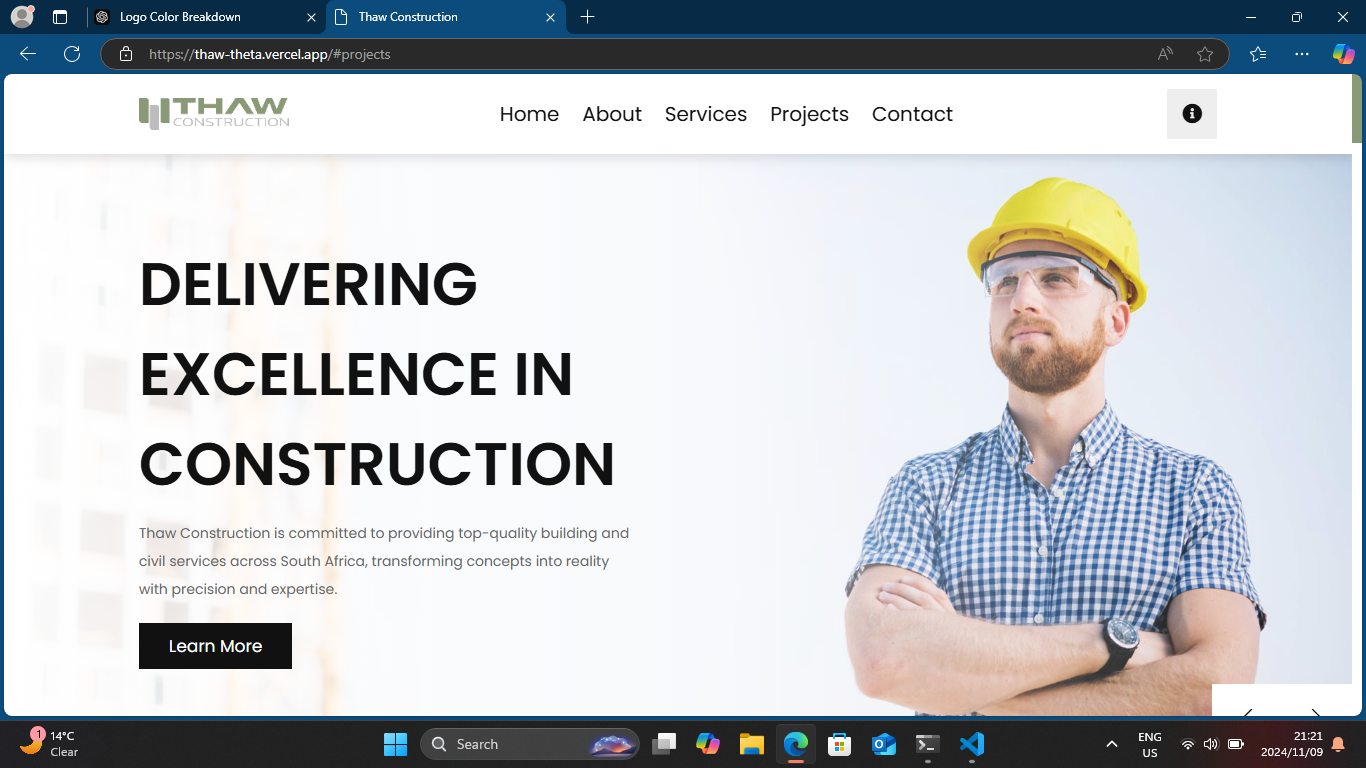 Logo Color Breakdown
Thaw Construction
https://thaw-theta.vercel.app/#projects
THAW
CONSTRUCTION
Home About Services Projects Contact
DELIVERING
EXCELLENCE IN
CONSTRUCTION
Thaw Construction is committed to providing top-quality building and
civil services across South Africa, transforming concepts into reality
with precision and expertise.
Learn More
1
14°C
Clear
Search
ENG
US
21:21
2024/11/09